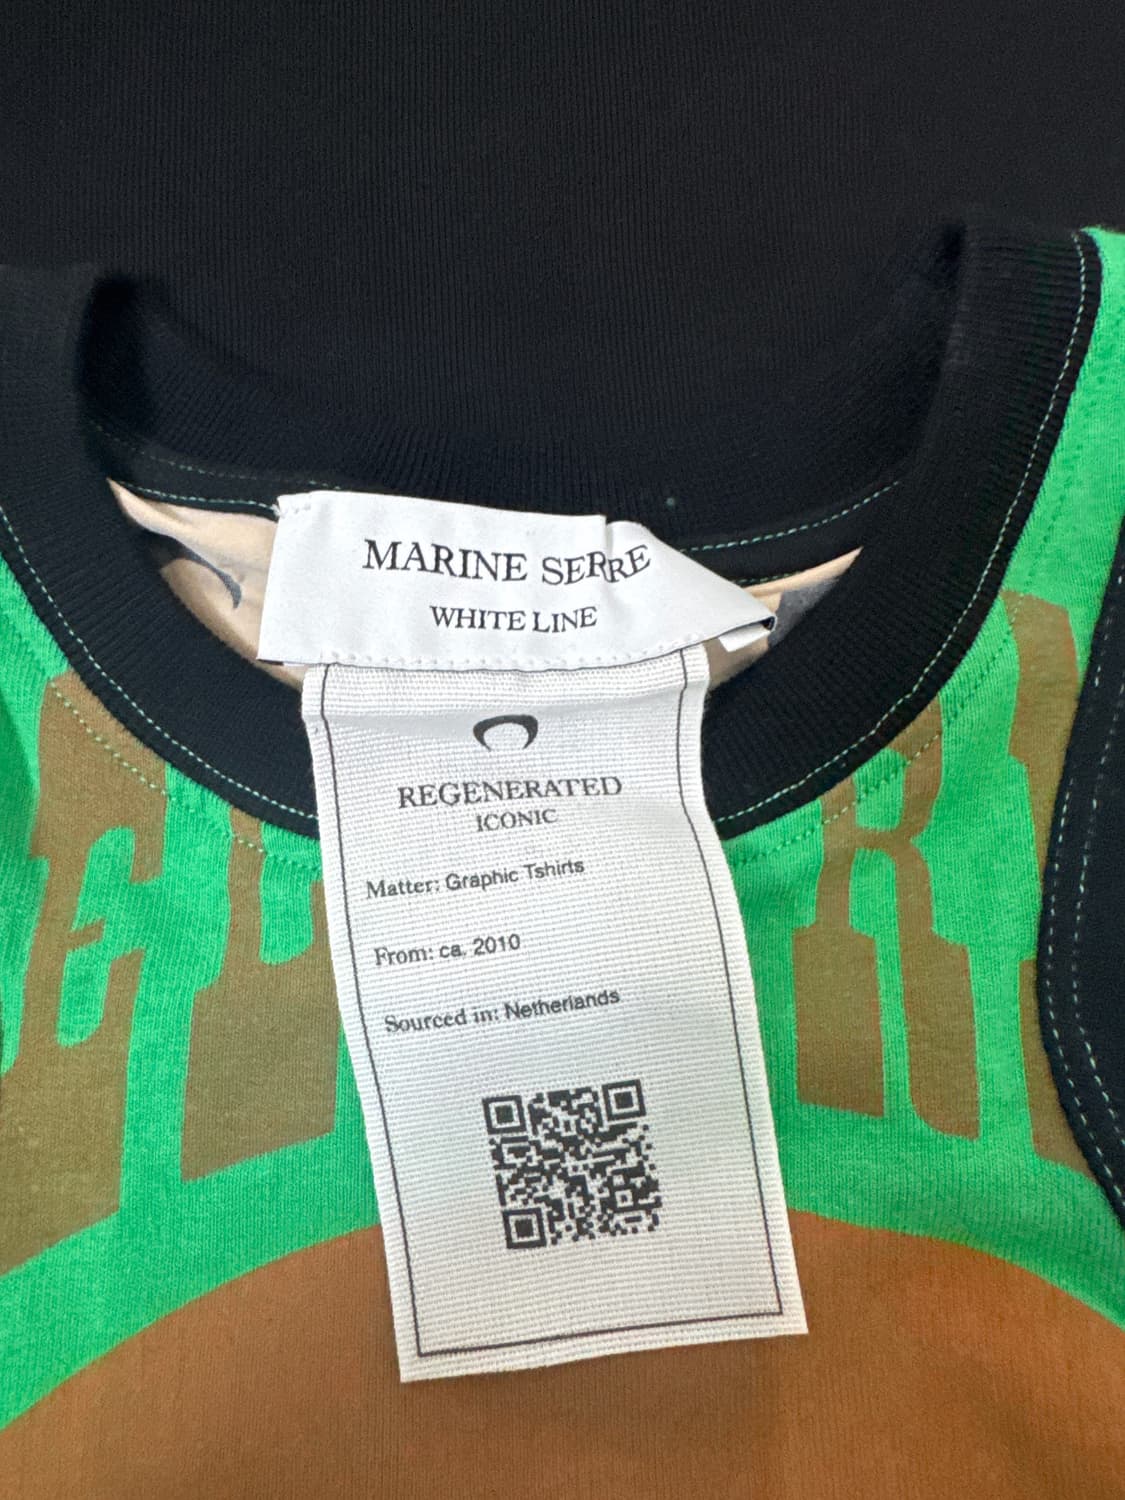 MARINE SERRE
WHITE LINE
REGENERATED
ICONIC
Matter: Graphic Tshirts
From: ca. 2010
Sourced in: Netherlands